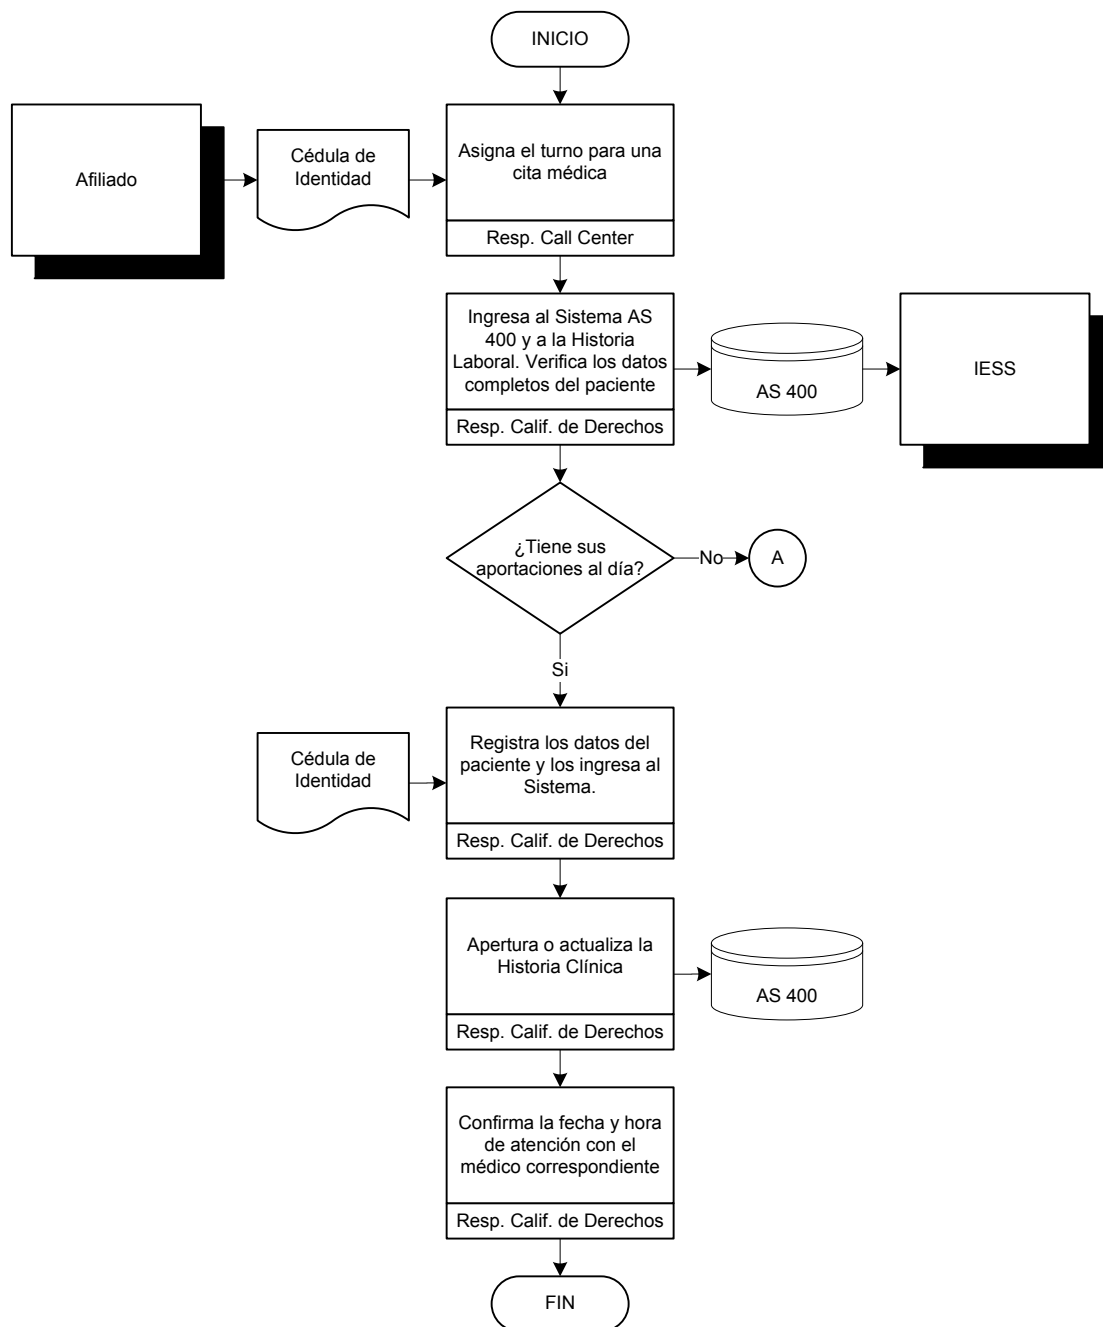 INICIO
Afiliado
Cédula de
Identidad
Asigna el turno para una
cita médica
Resp. Call Center
Ingresa al Sistema AS
400 y a la Historia
Laboral. Verifica los datos
completos del paciente
Resp. Calif. de Derechos
AS 400
IESS
¿Tiene sus
aportaciones al día?
No
A
Si
Cédula de
Identidad
Registra los datos del
paciente y los ingresa al
Sistema.
Resp. Calif. de Derechos
Apertura o actualiza la
Historia Clínica
Resp. Calif. de Derechos
AS 400
Confirma la fecha y hora
de atención con el
médico correspondiente
Resp. Calif. de Derechos
FIN